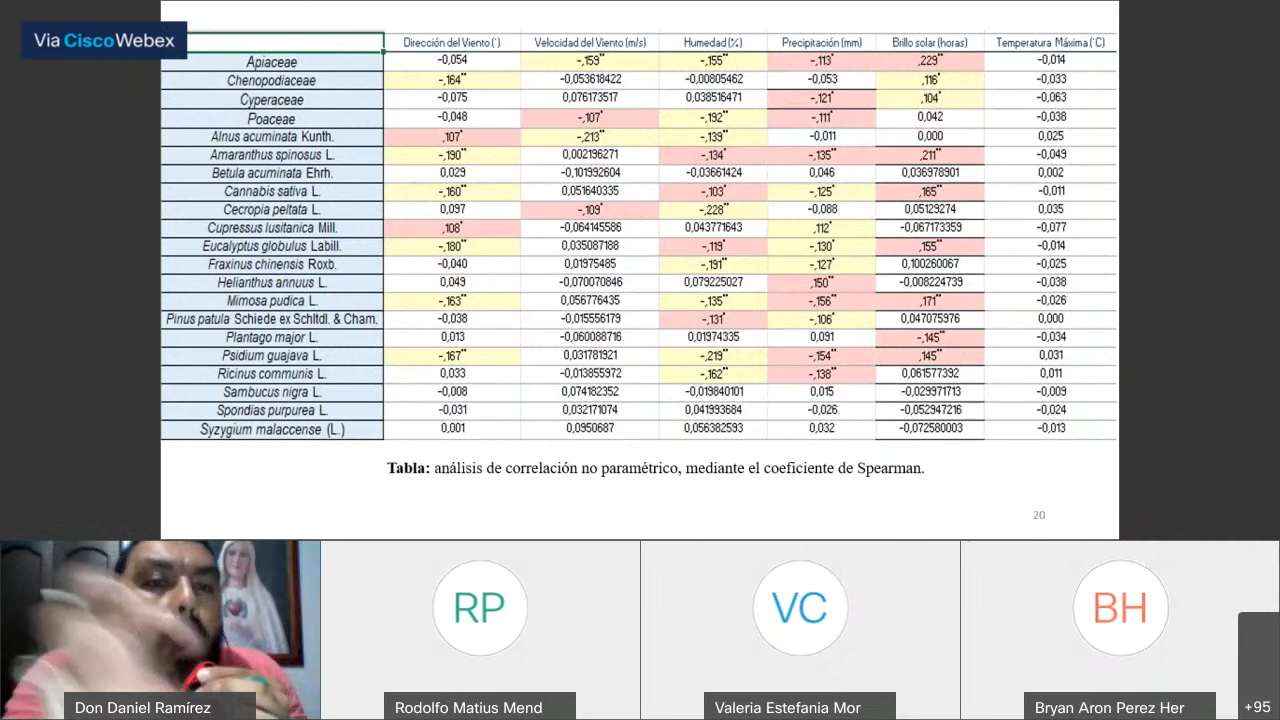 Via Cisco Webex
Dirección del Viento (°) Velocidad del Viento (m/s) Humedad (%) Precipitación (mm) Brillo solar (horas) Temperatura Máxima (°C)
Apiaceae -0,054 -,159** -,155** -,113* ,229** -0,014
Chenopodiaceae -,164** -0,053618422 -0,00805462 -0,053 ,116* -0,033
Cyperaceae -0,075 0,076173517 0,038516471 -,121* ,104* -0,063
Poaceae -0,048 -,107* -,192** -,111* 0,042 -0,038
Alnus acuminata Kunth. ,107* -,213** -,139** -0,011 0,000 0,025
Amaranthus spinosus L. -,190** 0,002196271 -,134* -,135** ,211** -0,049
Betula acuminata Ehrh. 0,029 -0,101992604 -0,03661424 0,046 0,036978901 0,002
Cannabis sativa L. -,160** 0,051640335 -,103* -,125* ,165** -0,011
Cecropia peltata L. 0,097 -,109* -,228** -0,088 0,05129274 0,035
Cupressus lusitanica Mill. ,108* -0,064145586 0,043771643 ,112* -0,067173359 -0,077
Eucalyptus globulus Labill. -,180** 0,035087188 -,119* -,130* ,155** -0,014
Fraxinus chinensis Roxb. -0,040 0,01975485 -,191** -,127* 0,100260067 -0,025
Helianthus annuus L. 0,049 -0,070070846 0,079225027 ,150** -0,008224739 -0,038
Mimosa pudica L. -,163** 0,056776435 -,135** -,156** ,171** -0,026
Pinus patula Schiede ex Schltdl. & Cham. -0,038 -0,015556179 -,131* -,106* 0,047075976 0,000
Plantago major L. 0,013 -0,060088716 0,01974335 0,091 -,145** -0,034
Psidium guajava L. -,167** 0,031781921 -,219** -,154** ,145** 0,031
Ricinus communis L. 0,033 -0,013855972 -,162** -,138** 0,061577392 0,011
Sambucus nigra L. -0,008 0,074182352 -0,019840101 0,015 -0,029971713 -0,009
Spondias purpurea L. -0,031 0,032171074 0,041993684 -0,026 -0,052947216 -0,024
Syzygium malaccense (L.) 0,001 0,0950687 0,056382593 0,032 -0,072580003 -0,013
Tabla: análisis de correlación no paramétrico, mediante el coeficiente de Spearman.
20
RP VC BH
Don Daniel Ramírez Rodolfo Matius Mend Valeria Estefania Mor Bryan Aron Perez Her +95